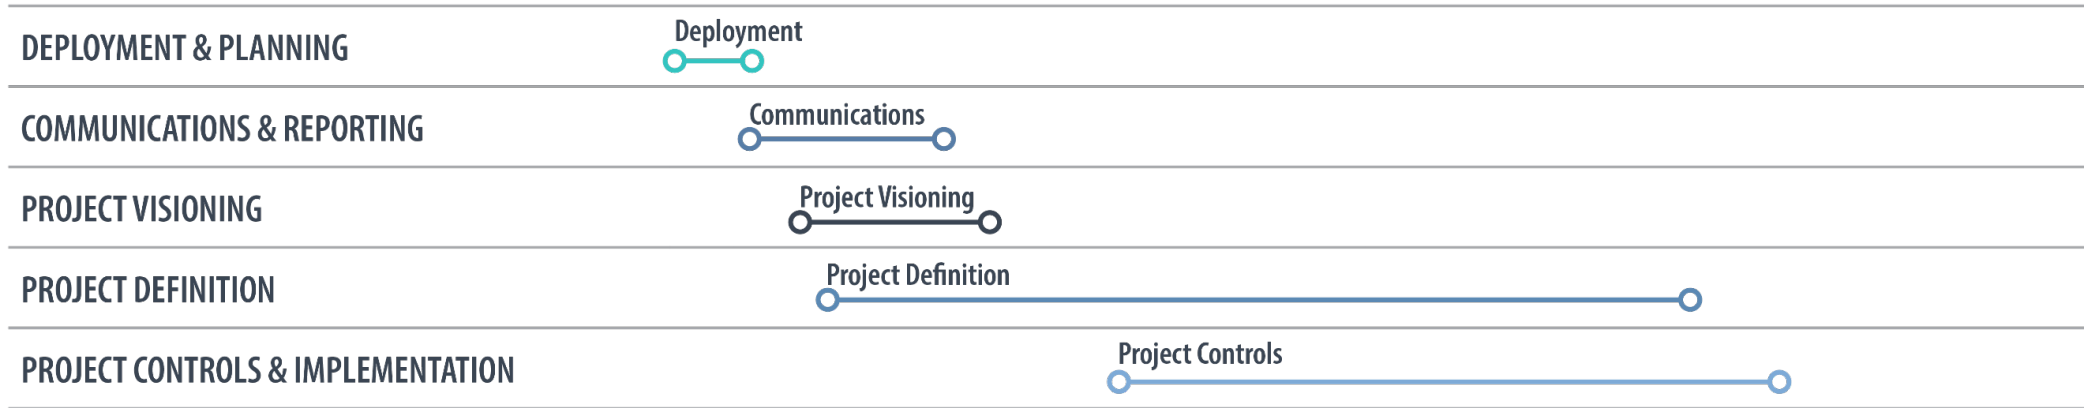 Deployment
DEPLOYMENT & PLANNING
Communications
COMMUNICATIONS & REPORTING
Project Visioning
PROJECT VISIONING
Project Definition
PROJECT DEFINITION
Project Controls
PROJECT CONTROLS & IMPLEMENTATION